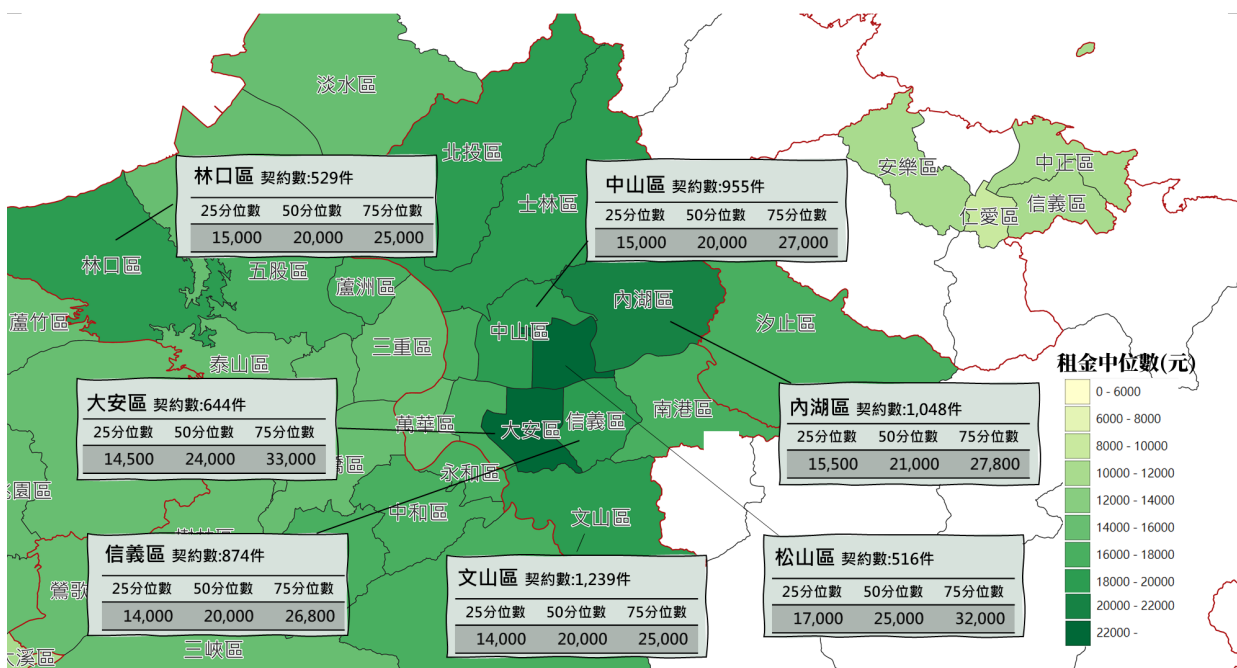 淡水區
北投區
士林區
安樂區
中正區
仁愛區
信義區
林口區 契約數:529件
25分位數 50分位數 75分位數
15,000 20,000 25,000
中山區 契約數:955件
25分位數 50分位數 75分位數
15,000 20,000 27,000
林口區
五股區
蘆洲區
內湖區
蘆竹區
中山區
汐止區
三重區
泰山區
租金中位數(元)
0 - 6000
6000 - 8000
8000 - 10000
10000 - 12000
12000 - 14000
14000 - 16000
16000 - 18000
18000 - 20000
20000 - 22000
22000 -
大安區 契約數:644件
25分位數 50分位數 75分位數
14,500 24,000 33,000
萬華區
大安區
信義區
南港區
內湖區 契約數:1,048件
25分位數 50分位數 75分位數
15,500 21,000 27,800
永和區
園區
中和區
文山區
信義區 契約數:874件
25分位數 50分位數 75分位數
14,000 20,000 26,800
文山區 契約數:1,239件
25分位數 50分位數 75分位數
14,000 20,000 25,000
松山區 契約數:516件
25分位數 50分位數 75分位數
17,000 25,000 32,000
鶯歌
三峽區
大溪區